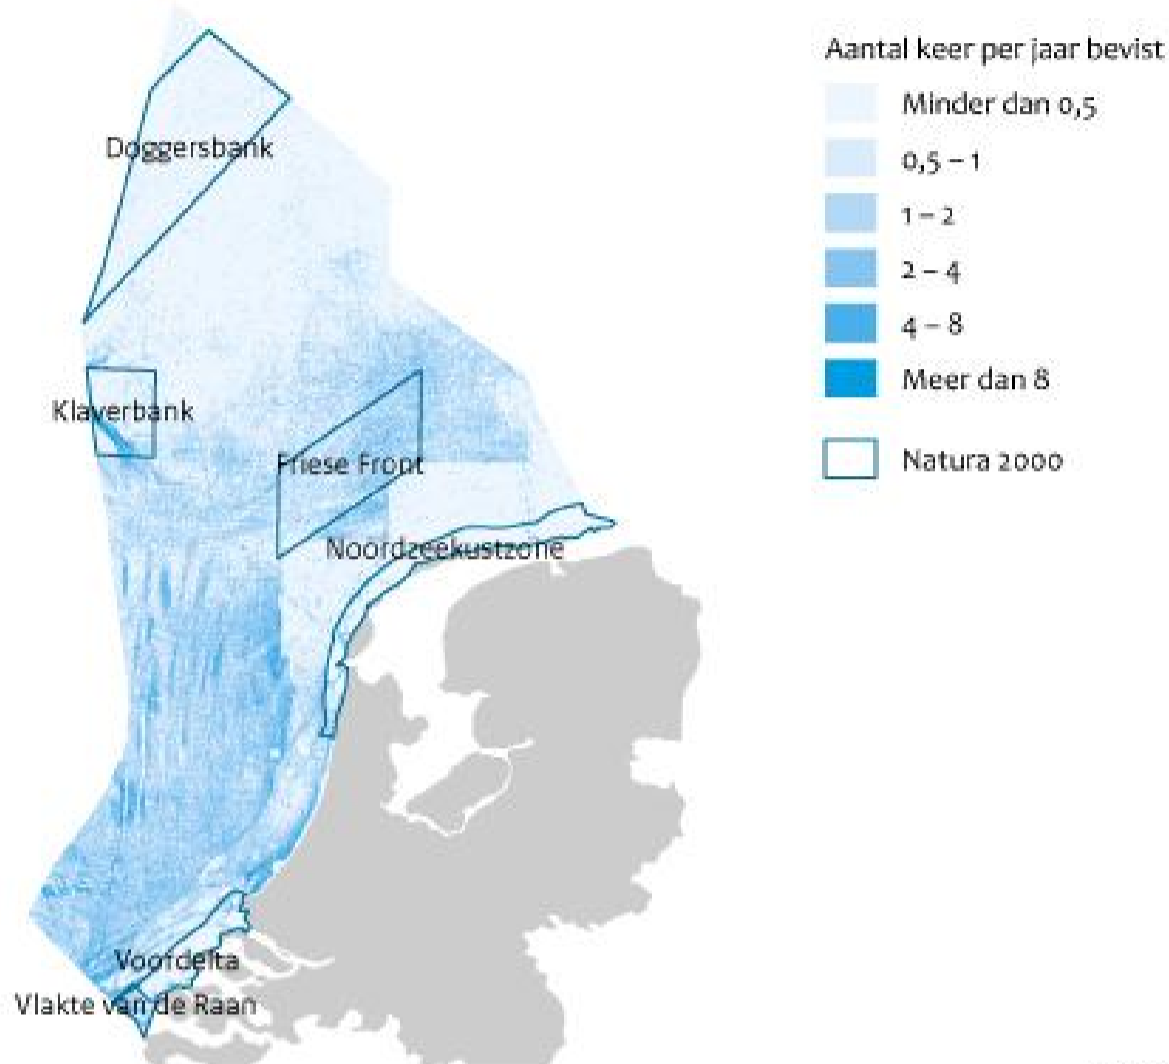 Aantal keer per jaar bevist
Minder dan 0,5
0,5 – 1
1 – 2
2 – 4
4 – 8
Meer dan 8
Natura 2000
Doggersbank
Klaverbank
Friese Front
Noordzeekustzone
Voordelta
Vlakte van de Raan